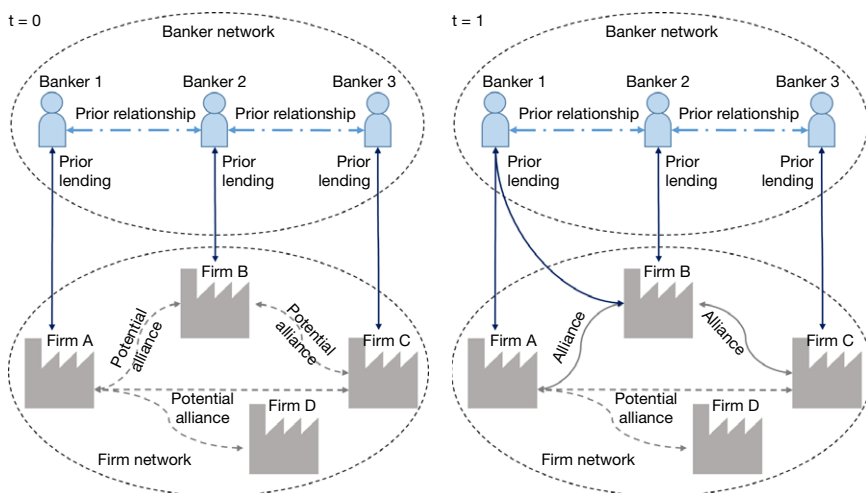 t = 0
Banker network
Banker 1
Banker 2
Banker 3
Prior relationship
Prior relationship
Prior
lending
Prior
lending
Prior
lending
Firm B
Firm A
Firm C
Potential
alliance
Potential
alliance
Potential
alliance
Firm D
Firm network
t = 1
Banker network
Banker 1
Banker 2
Banker 3
Prior relationship
Prior relationship
Prior
lending
Prior
lending
Prior
lending
Firm B
Firm A
Firm C
Alliance
Alliance
Potential
alliance
Firm D
Firm network